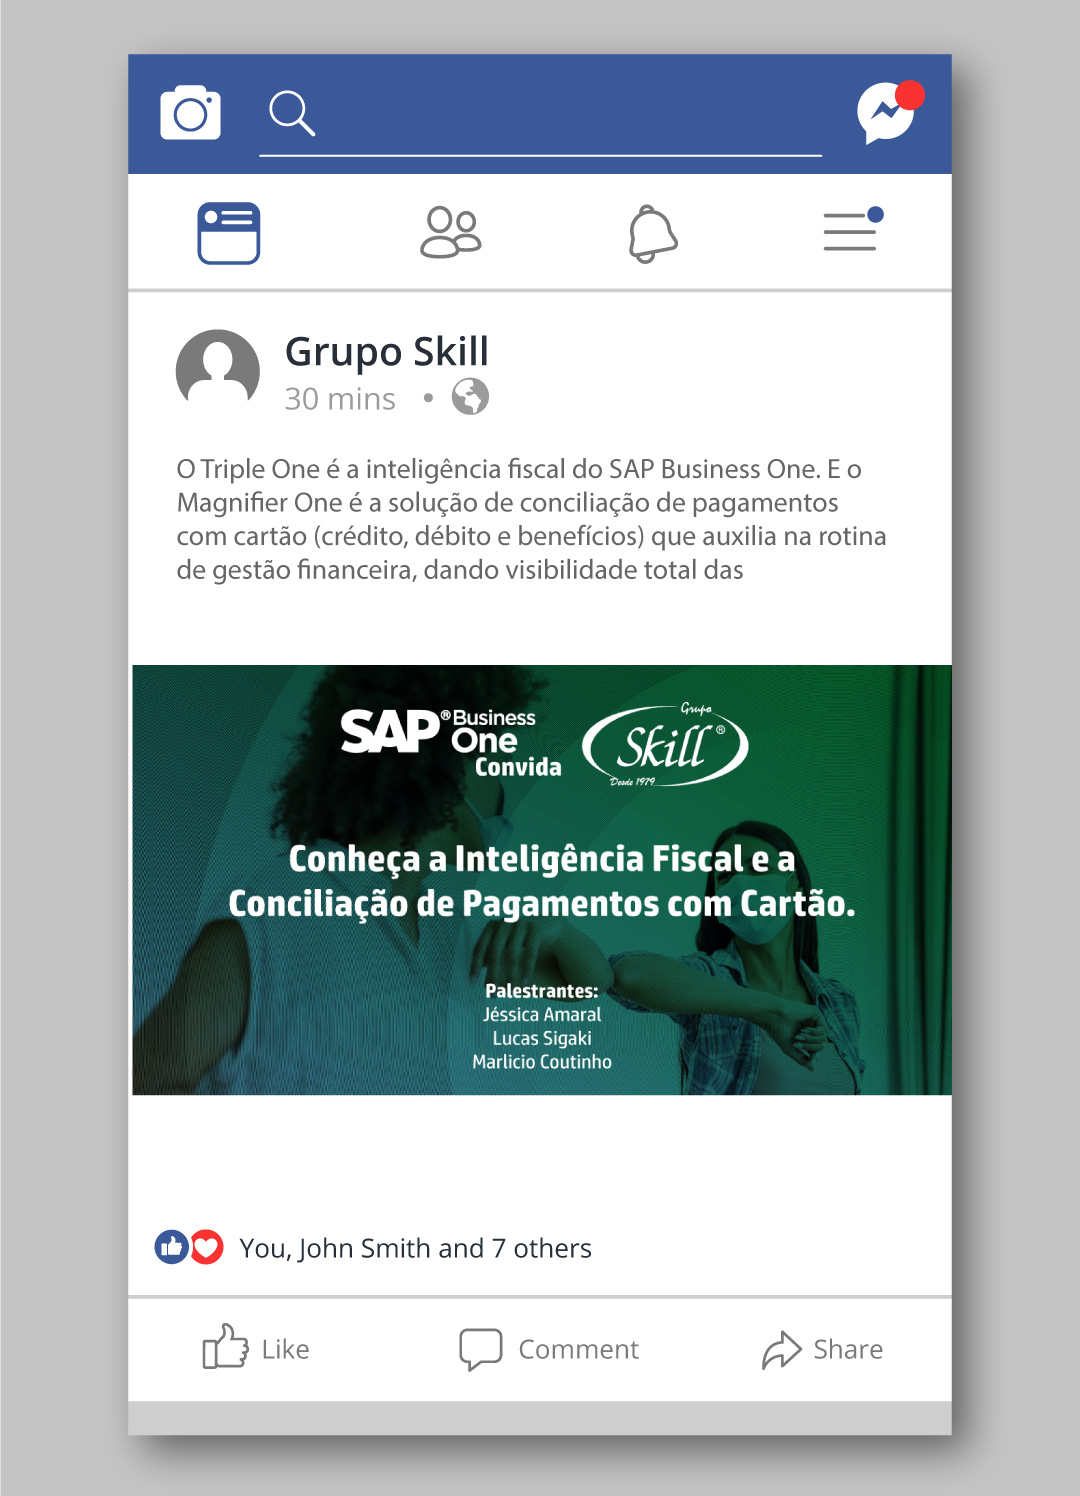 Grupo Skill
30 mins •
O Triple One é a inteligência fiscal do SAP Business One. E o
Magnifier One é a solução de conciliação de pagamentos
com cartão (crédito, débito e benefícios) que auxilia na rotina
de gestão financeira, dando visibilidade total das
SAP® Business
One
Convida
Grupo
Skill®
Desde 1979
Conheça a Inteligência Fiscal e a
Conciliação de Pagamentos com Cartão.
Palestrantes:
Jéssica Amaral
Lucas Sigaki
Marlicio Coutinho
You, John Smith and 7 others
Like
Comment
Share